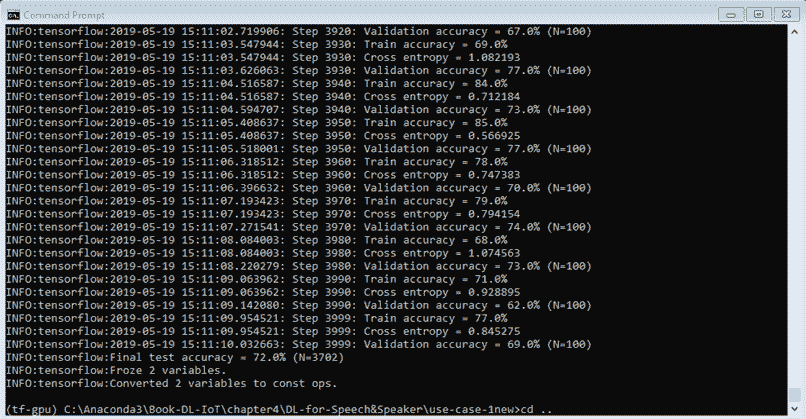 Command Prompt
INFO:tensorflow:2019-05-19 15:11:02.719906: Step 3920: Validation accuracy = 67.0% (N=100)
INFO:tensorflow:2019-05-19 15:11:03.547944: Step 3930: Train accuracy = 69.0%
INFO:tensorflow:2019-05-19 15:11:03.547944: Step 3930: Cross entropy = 1.082193
INFO:tensorflow:2019-05-19 15:11:03.626063: Step 3930: Validation accuracy = 77.0% (N=100)
INFO:tensorflow:2019-05-19 15:11:04.516587: Step 3940: Train accuracy = 84.0%
INFO:tensorflow:2019-05-19 15:11:04.516587: Step 3940: Cross entropy = 0.712184
INFO:tensorflow:2019-05-19 15:11:04.594707: Step 3940: Validation accuracy = 73.0% (N=100)
INFO:tensorflow:2019-05-19 15:11:05.408637: Step 3950: Train accuracy = 85.0%
INFO:tensorflow:2019-05-19 15:11:05.408637: Step 3950: Cross entropy = 0.566925
INFO:tensorflow:2019-05-19 15:11:05.518001: Step 3950: Validation accuracy = 77.0% (N=100)
INFO:tensorflow:2019-05-19 15:11:06.318512: Step 3960: Train accuracy = 78.0%
INFO:tensorflow:2019-05-19 15:11:06.318512: Step 3960: Cross entropy = 0.747383
INFO:tensorflow:2019-05-19 15:11:06.396632: Step 3960: Validation accuracy = 70.0% (N=100)
INFO:tensorflow:2019-05-19 15:11:07.193423: Step 3970: Train accuracy = 79.0%
INFO:tensorflow:2019-05-19 15:11:07.193423: Step 3970: Cross entropy = 0.794154
INFO:tensorflow:2019-05-19 15:11:07.271541: Step 3970: Validation accuracy = 74.0% (N=100)
INFO:tensorflow:2019-05-19 15:11:08.084003: Step 3980: Train accuracy = 68.0%
INFO:tensorflow:2019-05-19 15:11:08.084003: Step 3980: Cross entropy = 1.074563
INFO:tensorflow:2019-05-19 15:11:08.220279: Step 3980: Validation accuracy = 73.0% (N=100)
INFO:tensorflow:2019-05-19 15:11:09.063962: Step 3990: Train accuracy = 71.0%
INFO:tensorflow:2019-05-19 15:11:09.063962: Step 3990: Cross entropy = 0.928895
INFO:tensorflow:2019-05-19 15:11:09.142080: Step 3990: Validation accuracy = 62.0% (N=100)
INFO:tensorflow:2019-05-19 15:11:09.954521: Step 3999: Train accuracy = 77.0%
INFO:tensorflow:2019-05-19 15:11:09.954521: Step 3999: Cross entropy = 0.845275
INFO:tensorflow:2019-05-19 15:11:10.032663: Step 3999: Validation accuracy = 69.0% (N=100)
INFO:tensorflow:Final test accuracy = 72.0% (N=3702)
INFO:tensorflow:Froze 2 variables.
INFO:tensorflow:Converted 2 variables to const ops.
(tf-gpu) C:\Anaconda3\Book-DL-IoT\chapter4\DL-for-Speech&Speaker\use-case-1new>cd ..